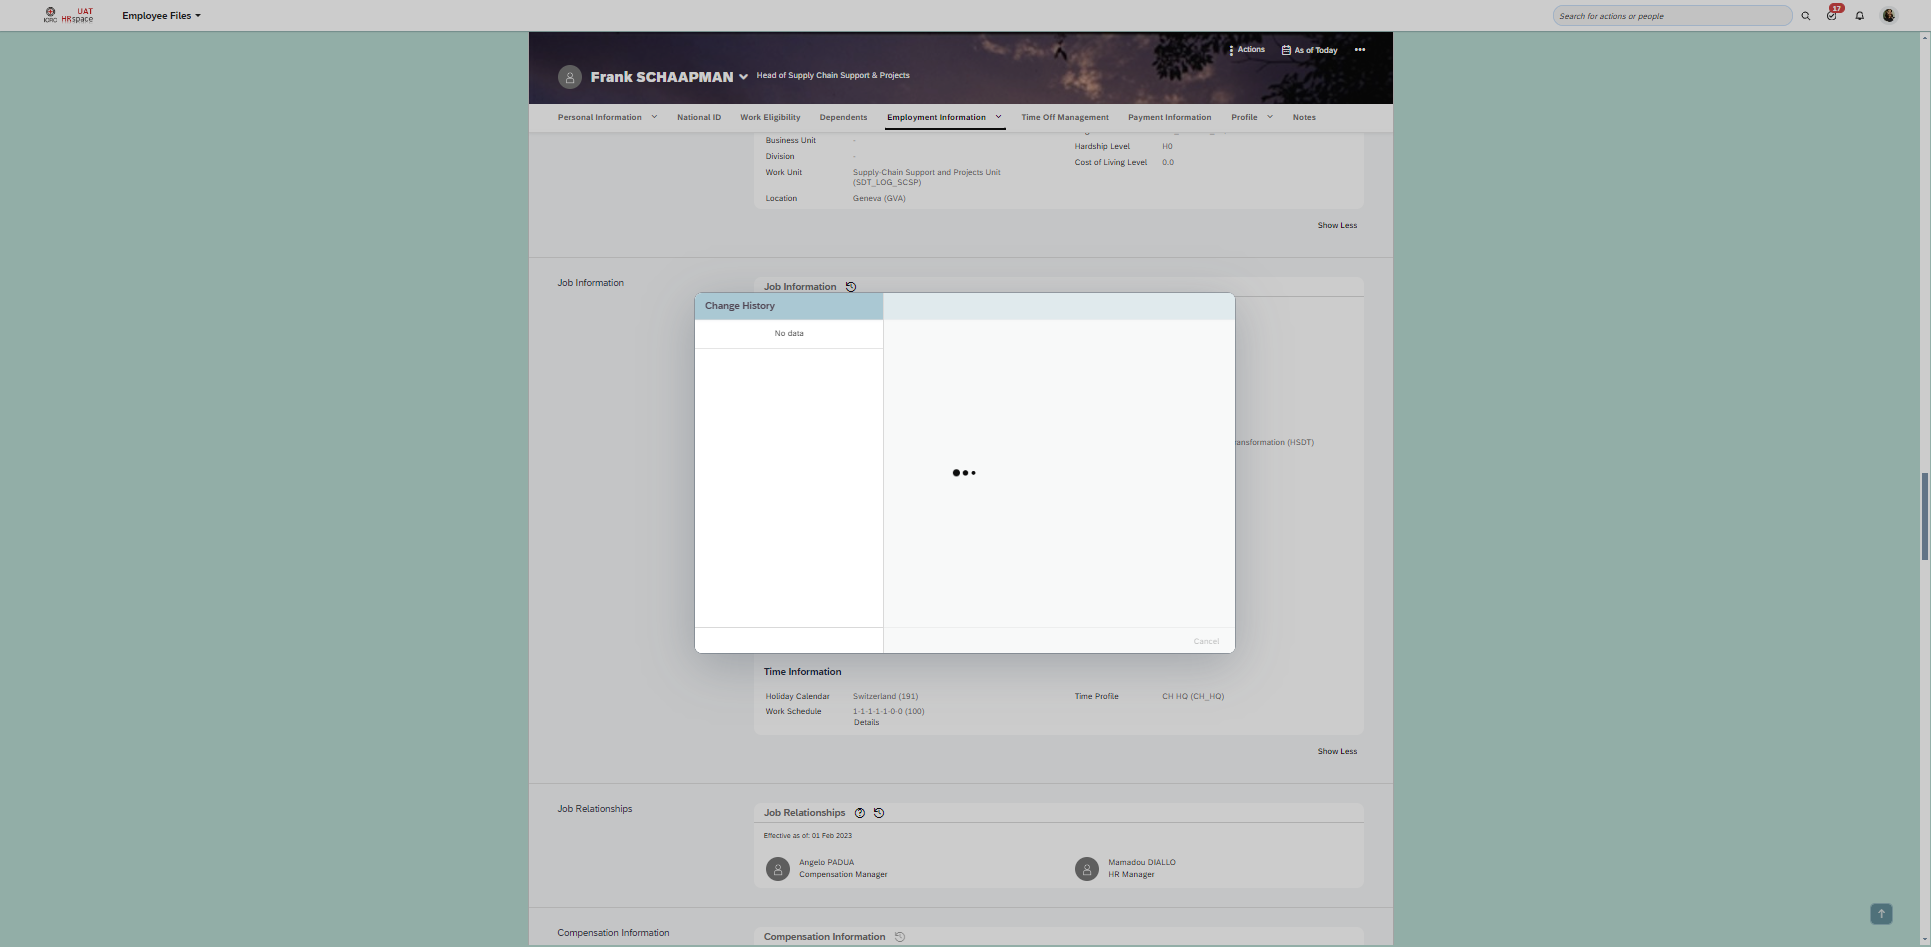 ICRC UAT HRspace
Employee Files
Search for actions or people
17
Actions
As of Today
Frank SCHAAPMAN
Head of Supply Chain Support & Projects
Personal Information
National ID
Work Eligibility
Dependents
Employment Information
Time Off Management
Payment Information
Profile
Notes
Business Unit -
Hardship Level H0
Division -
Cost of Living Level 0.0
Work Unit Supply-Chain Support and Projects Unit
(SDT_LOG_SCSP)
Location Geneva (GVA)
Show Less
Job Information
Job Information
Change History
No data
ansformation (HSDT)
Cancel
Time Information
Holiday Calendar Switzerland (191)
Time Profile CH HQ (CH_HQ)
Work Schedule 1-1-1-1-1-0-0 (100)
Details
Show Less
Job Relationships
Job Relationships
Effective as of: 01 Feb 2023
Angelo PADUA
Compensation Manager
Mamadou DIALLO
HR Manager
Compensation Information
Compensation Information